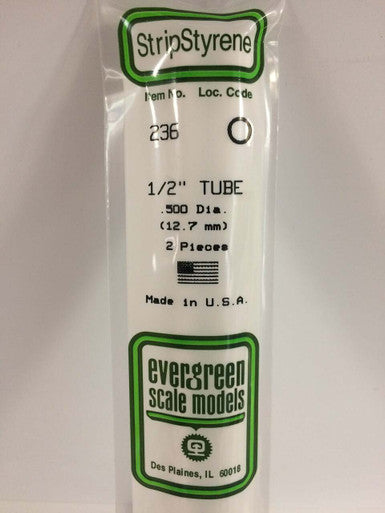 StripStyrene
Item No. Loc. Code
236
1/2" TUBE
.500 Dia.
(12.7 mm)
2 Pieces
Made in U.S.A.
evergreen
scale models
Des Plaines, IL 60018